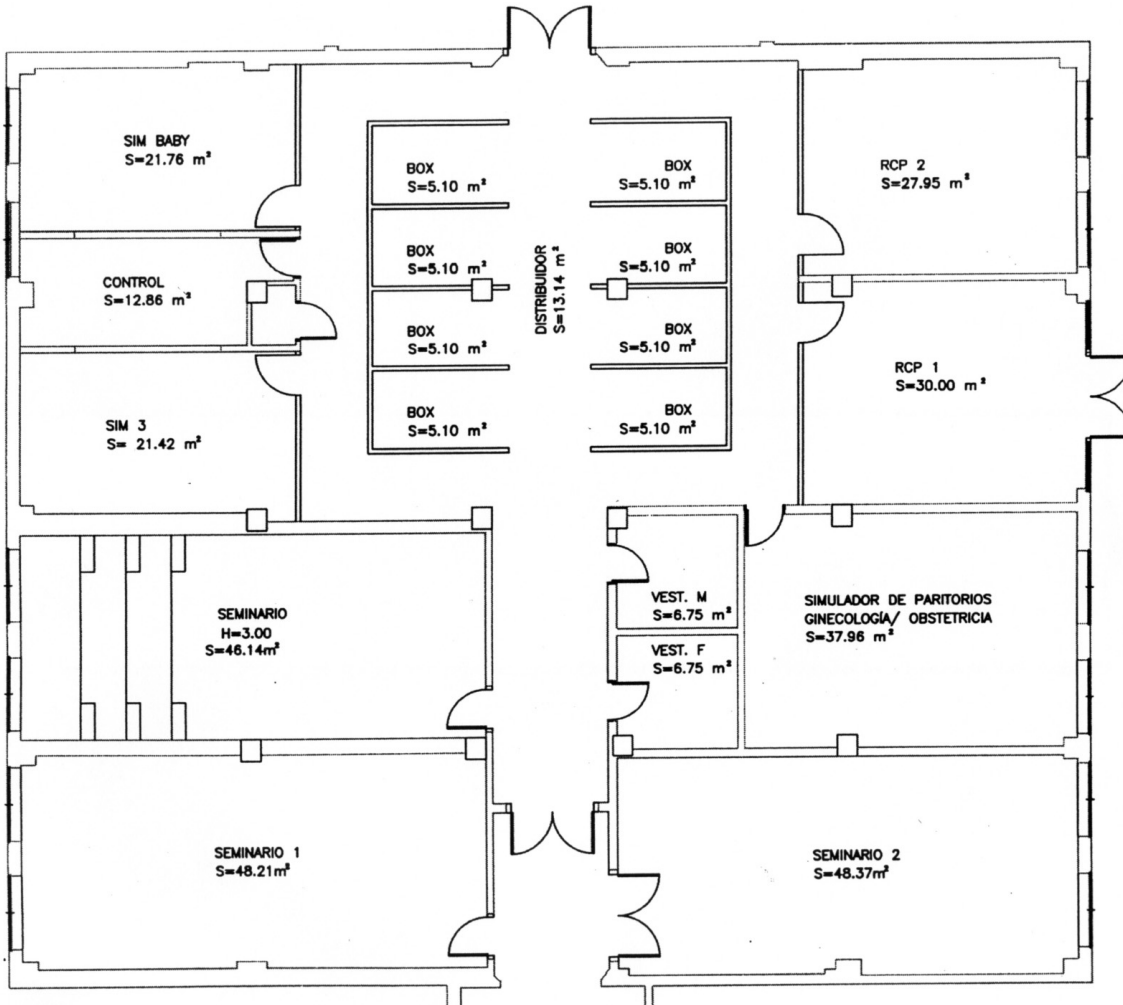 SIM BABY
S=21.76 m²
CONTROL
S=12.86 m²
SIM 3
S= 21.42 m²
BOX
S=5.10 m²
BOX
S=5.10 m²
BOX
S=5.10 m²
BOX
S=5.10 m²
DISTRIBUIDOR
S=13.14 m²
BOX
S=5.10 m²
BOX
S=5.10 m²
BOX
S=5.10 m²
BOX
S=5.10 m²
RCP 2
S=27.95 m²
RCP 1
S=30.00 m²
SEMINARIO
H=3.00
S=46.14m²
VEST. M
S=6.75 m²
VEST. F
S=6.75 m²
SIMULADOR DE PARITORIOS
GINECOLOGÍA/ OBSTETRICIA
S=37.96 m²
SEMINARIO 1
S=48.21m²
SEMINARIO 2
S=48.37m²